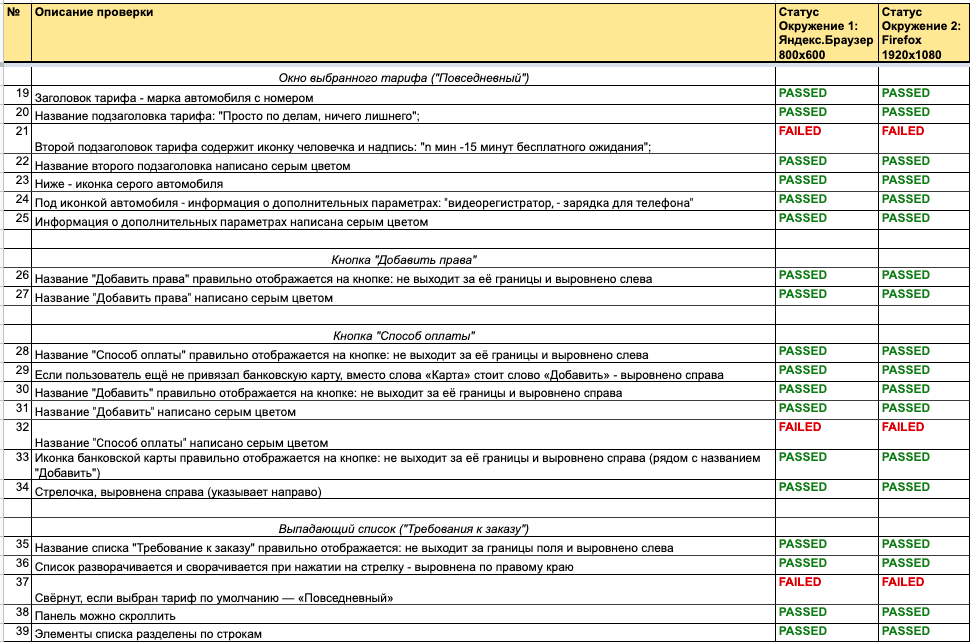 № Описание проверки Статус Окружение 1: Яндекс.Браузер 800x600 Статус Окружение 2: Firefox 1920x1080
Окно выбранного тарифа ("Повседневный")
19 Заголовок тарифа - марка автомобиля с номером PASSED PASSED
20 Название подзаголовка тарифа: "Просто по делам, ничего лишнего"; PASSED PASSED
21 Второй подзаголовок тарифа содержит иконку человечка и надпись: "n мин -15 минут бесплатного ожидания"; FAILED FAILED
22 Название второго подзаголовка написано серым цветом PASSED PASSED
23 Ниже - иконка серого автомобиля PASSED PASSED
24 Под иконкой автомобиля - информация о дополнительных параметрах: "видеорегистратор, - зарядка для телефона" PASSED PASSED
25 Информация о дополнительных параметрах написана серым цветом PASSED PASSED
Кнопка "Добавить права"
26 Название "Добавить права" правильно отображается на кнопке: не выходит за её границы и выровнено слева PASSED PASSED
27 Название "Добавить права" написано серым цветом PASSED PASSED
Кнопка "Способ оплаты"
28 Название "Способ оплаты" правильно отображается на кнопке: не выходит за её границы и выровнено слева PASSED PASSED
29 Если пользователь ещё не привязал банковскую карту, вместо слова «Карта» стоит слово «Добавить» - выровнено справа PASSED PASSED
30 Название "Добавить" правильно отображается на кнопке: не выходит за её границы и выровнено справа PASSED PASSED
31 Название "Добавить" написано серым цветом PASSED PASSED
32 Название "Способ оплаты" написано серым цветом FAILED FAILED
33 Иконка банковской карты правильно отображается на кнопке: не выходит за её границы и выровнено справа (рядом с названием PASSED PASSED
"Добавить")
34 Стрелочка, выровнена справа (указывает направо) PASSED PASSED
Выпадающий список ("Требования к заказу")
35 Название списка "Требование к заказу" правильно отображается: не выходит за границы поля и выровнено слева PASSED PASSED
36 Список разворачивается и сворачивается при нажатии на стрелку - выровнена по правому краю PASSED PASSED
37 Свёрнут, если выбран тариф по умолчанию — «Повседневный» FAILED FAILED
38 Панель можно скроллить PASSED PASSED
39 Элементы списка разделены по строкам PASSED PASSED